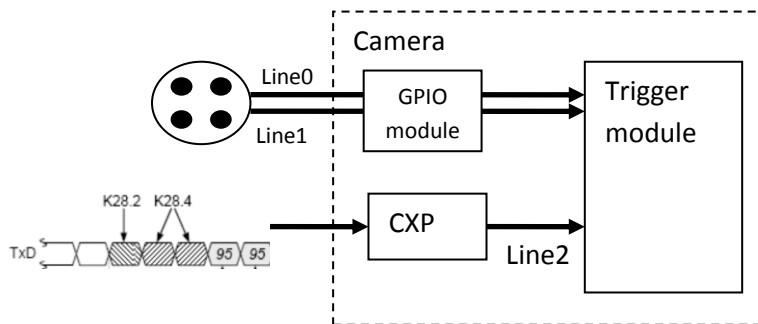 Camera
Line0
GPIO
module
Line1
Trigger
module
K28.2 K28.4
TxD 95 95
CXP
Line2